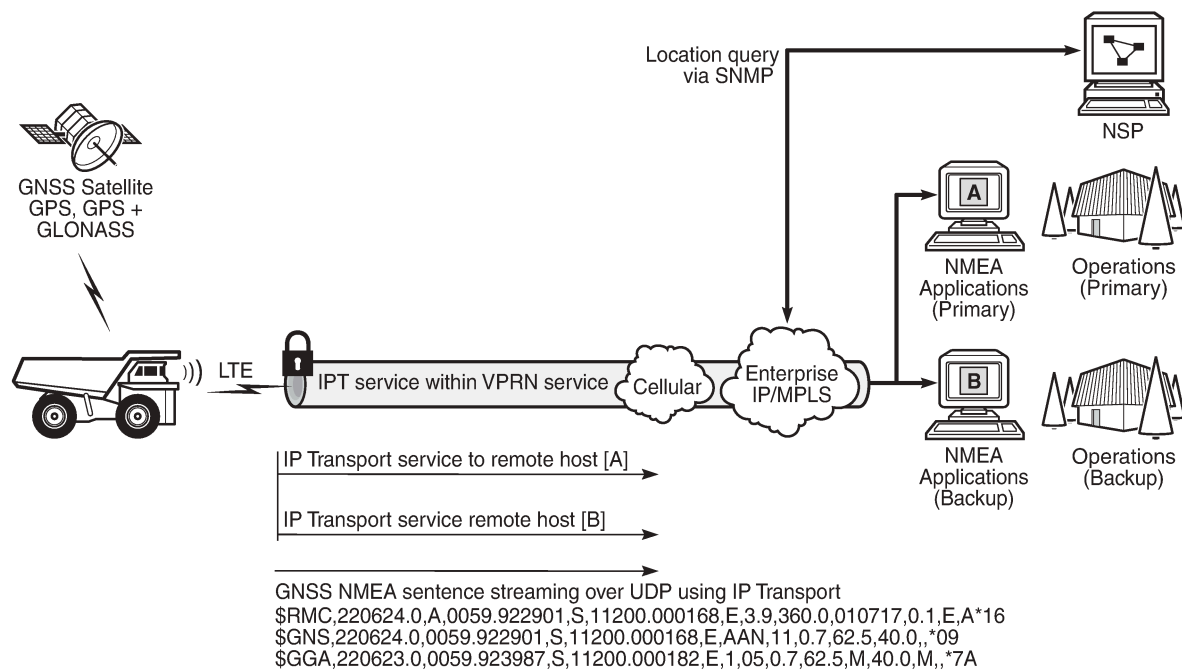 Location query
via SNMP
NSP
GNSS Satellite
GPS, GPS +
GLONASS
A
NMEA
Applications
(Primary)
Operations
(Primary)
LTE
IPT service within VPRN service
Cellular
Enterprise
IP/MPLS
B
NMEA
Applications
(Backup)
Operations
(Backup)
IP Transport service to remote host [A]
IP Transport service remote host [B]
GNSS NMEA sentence streaming over UDP using IP Transport
$RMC,220624.0,A,0059.922901,S,11200.000168,E,3.9,360.0,010717,0.1,E,A*16
$GNS,220624.0,0059.922901,S,11200.000168,E,AAN,11,0.7,62.5,40.0,,*09
$GGA,220623.0,0059.923987,S,11200.000182,E,1,05,0.7,62.5,M,40.0,M,,*7A